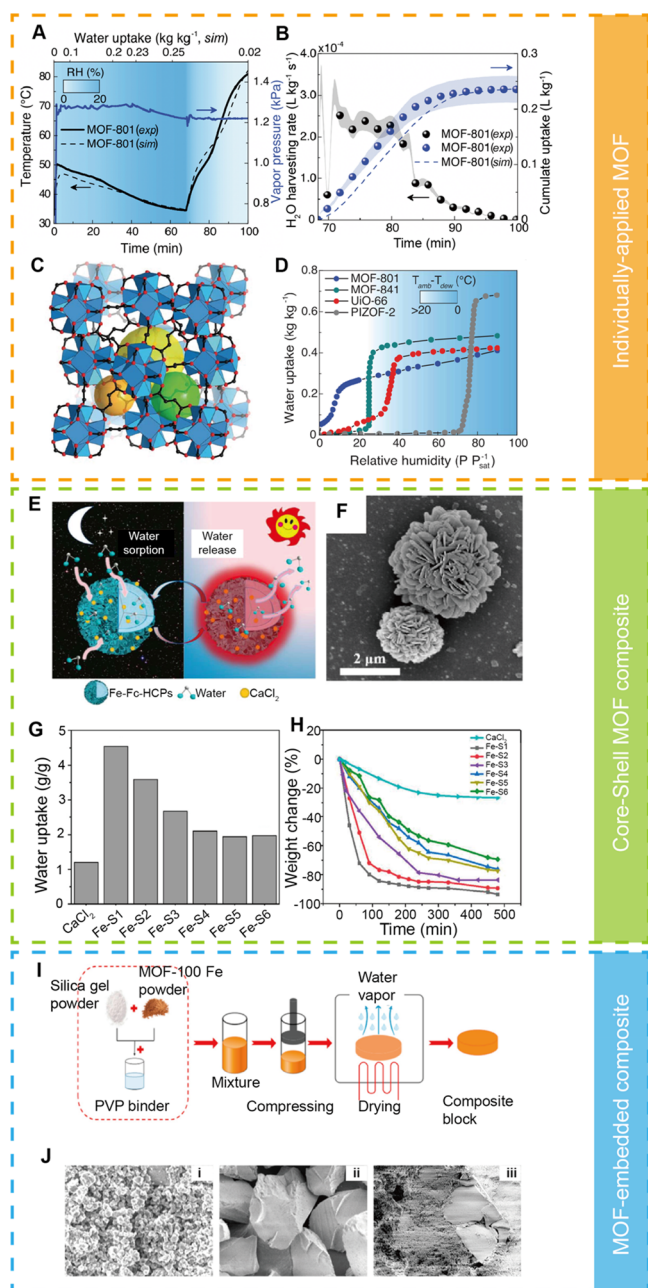 A
Water uptake (kg kg⁻¹, sim)
0 0.1 0.2 0.23 0.25 0.02
RH (%)
0 20
80
70
60
50
40
30
Temperature (°C)
1.4
1.2
1.0
0.8
Vapor pressure (kPa)
MOF-801(exp)
MOF-801(sim)
0 20 40 60 80 100
Time (min)
B
4.0×10⁻⁴
3
2
1
0
H₂O harvesting rate (L kg⁻¹ s⁻¹)
0.3
0.2
0.1
0
Cumulate uptake (L kg⁻¹)
MOF-801(exp)
MOF-801(exp)
MOF-801(sim)
70 80 90 100
Time (min)
C
D
MOF-801
MOF-841
UiO-66
PIZOF-2
T_amb-T_dew (°C)
>20 0
0.8
0.6
0.4
0.2
0
Water uptake (kg kg⁻¹)
0 20 40 60 80 100
Relative humidity (P P⁻¹_sat)
Individually-applied MOF
E
Water
sorption
Water
release
Fe-Fc-HCPs Water CaCl₂
F
2 μm
G
5
4
3
2
1
0
Water uptake (g/g)
CaCl₂ Fe-S1 Fe-S2 Fe-S3 Fe-S4 Fe-S5 Fe-S6
H
20
0
-20
-40
-60
-80
-100
Weight change (%)
CaCl₂
Fe-S1
Fe-S2
Fe-S3
Fe-S4
Fe-S5
Fe-S6
0 100 200 300 400 500
Time (min)
Core-Shell MOF composite
I
Silica gel
powder
MOF-100 Fe
powder
PVP binder
Mixture
Compressing
Water
vapor
Drying
Composite
block
J
i
ii
iii
MOF-embedded composite